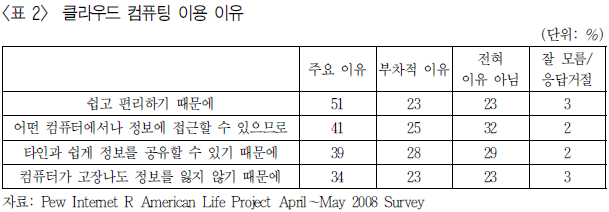 <표 2> 클라우드 컴퓨팅 이용 이유
(단위: %)
주요 이유 부차적 이유 전혀 이유 아님 잘 모름/응답거절
쉽고 편리하기 때문에 51 23 23 3
어떤 컴퓨터에서나 정보에 접근할 수 있으므로 41 25 32 2
타인과 쉽게 정보를 공유할 수 있기 때문에 39 28 29 2
컴퓨터가 고장나도 정보를 잃지 않기 때문에 34 23 23 3
자료: Pew Internet R American Life Project April~May 2008 Survey